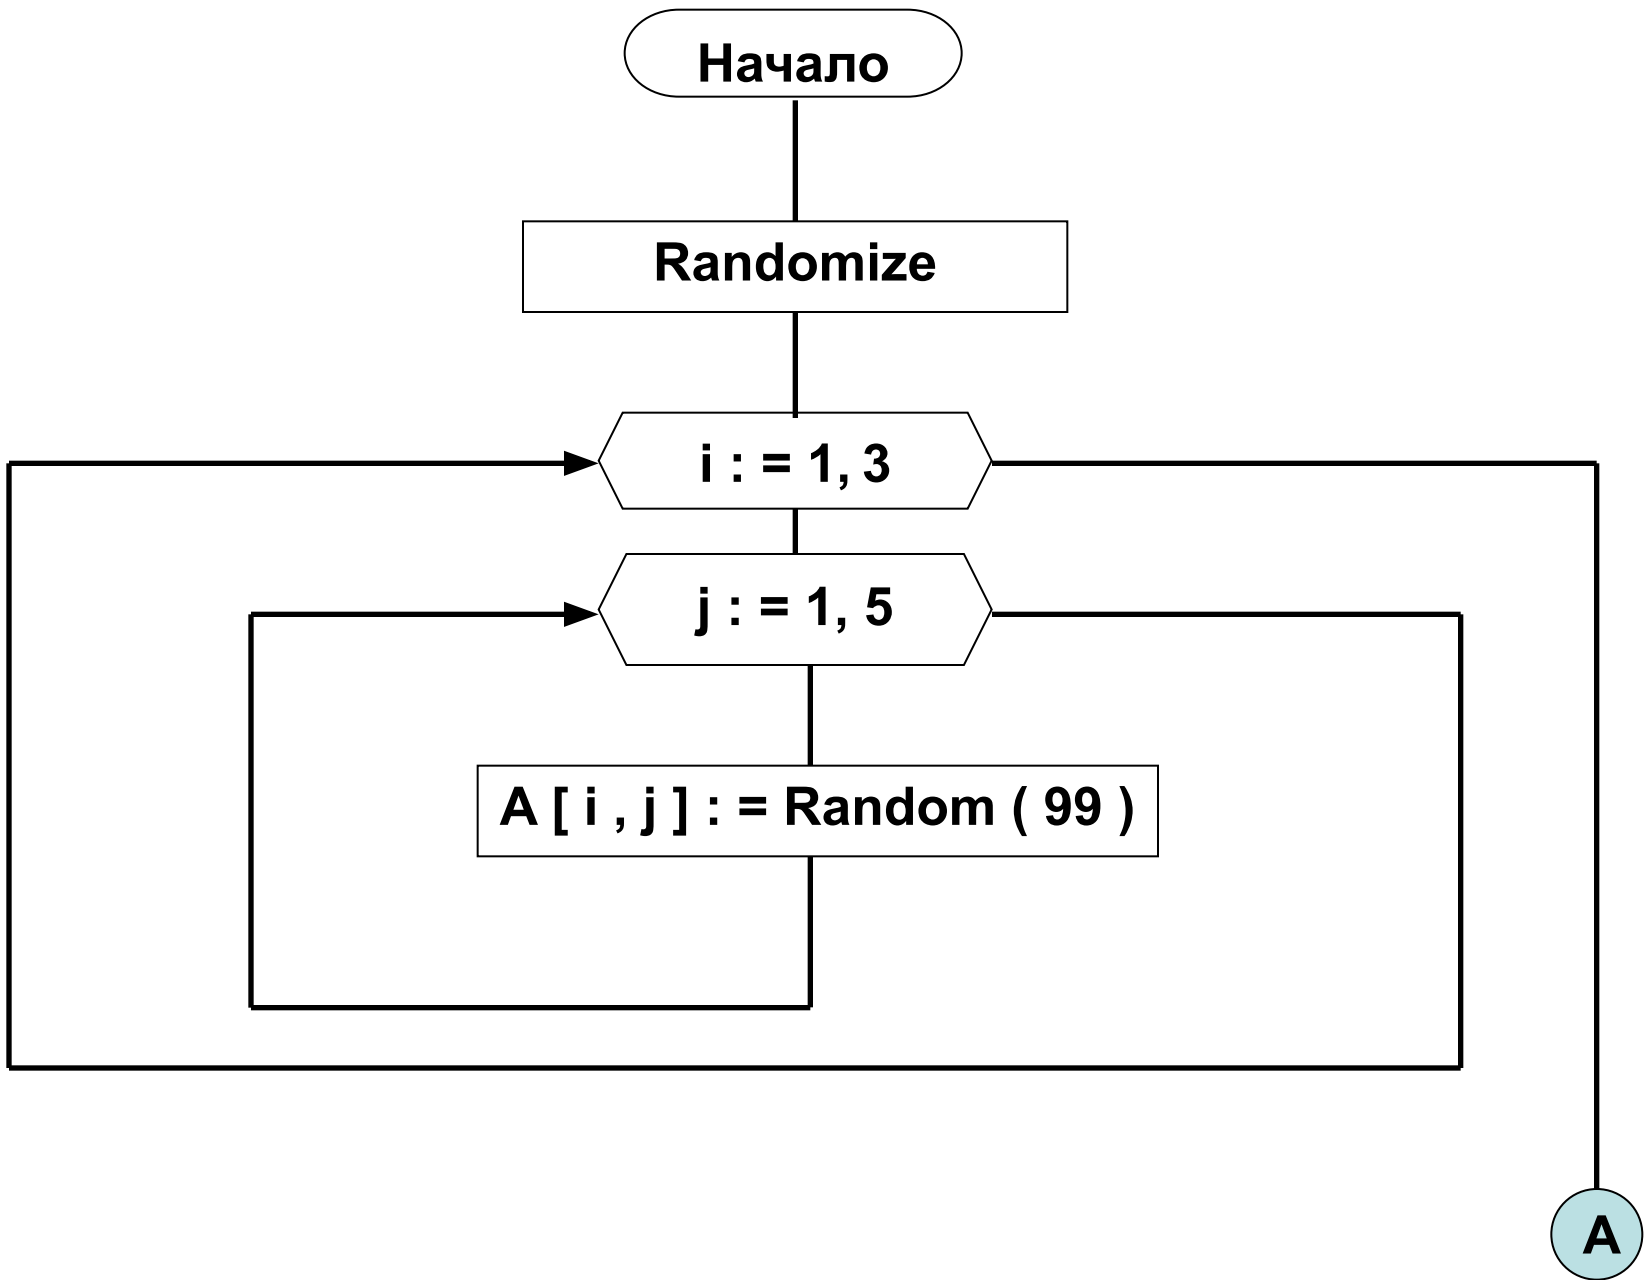 Начало
Randomize
i : = 1, 3
j : = 1, 5
A [ i , j ] : = Random ( 99 )
A